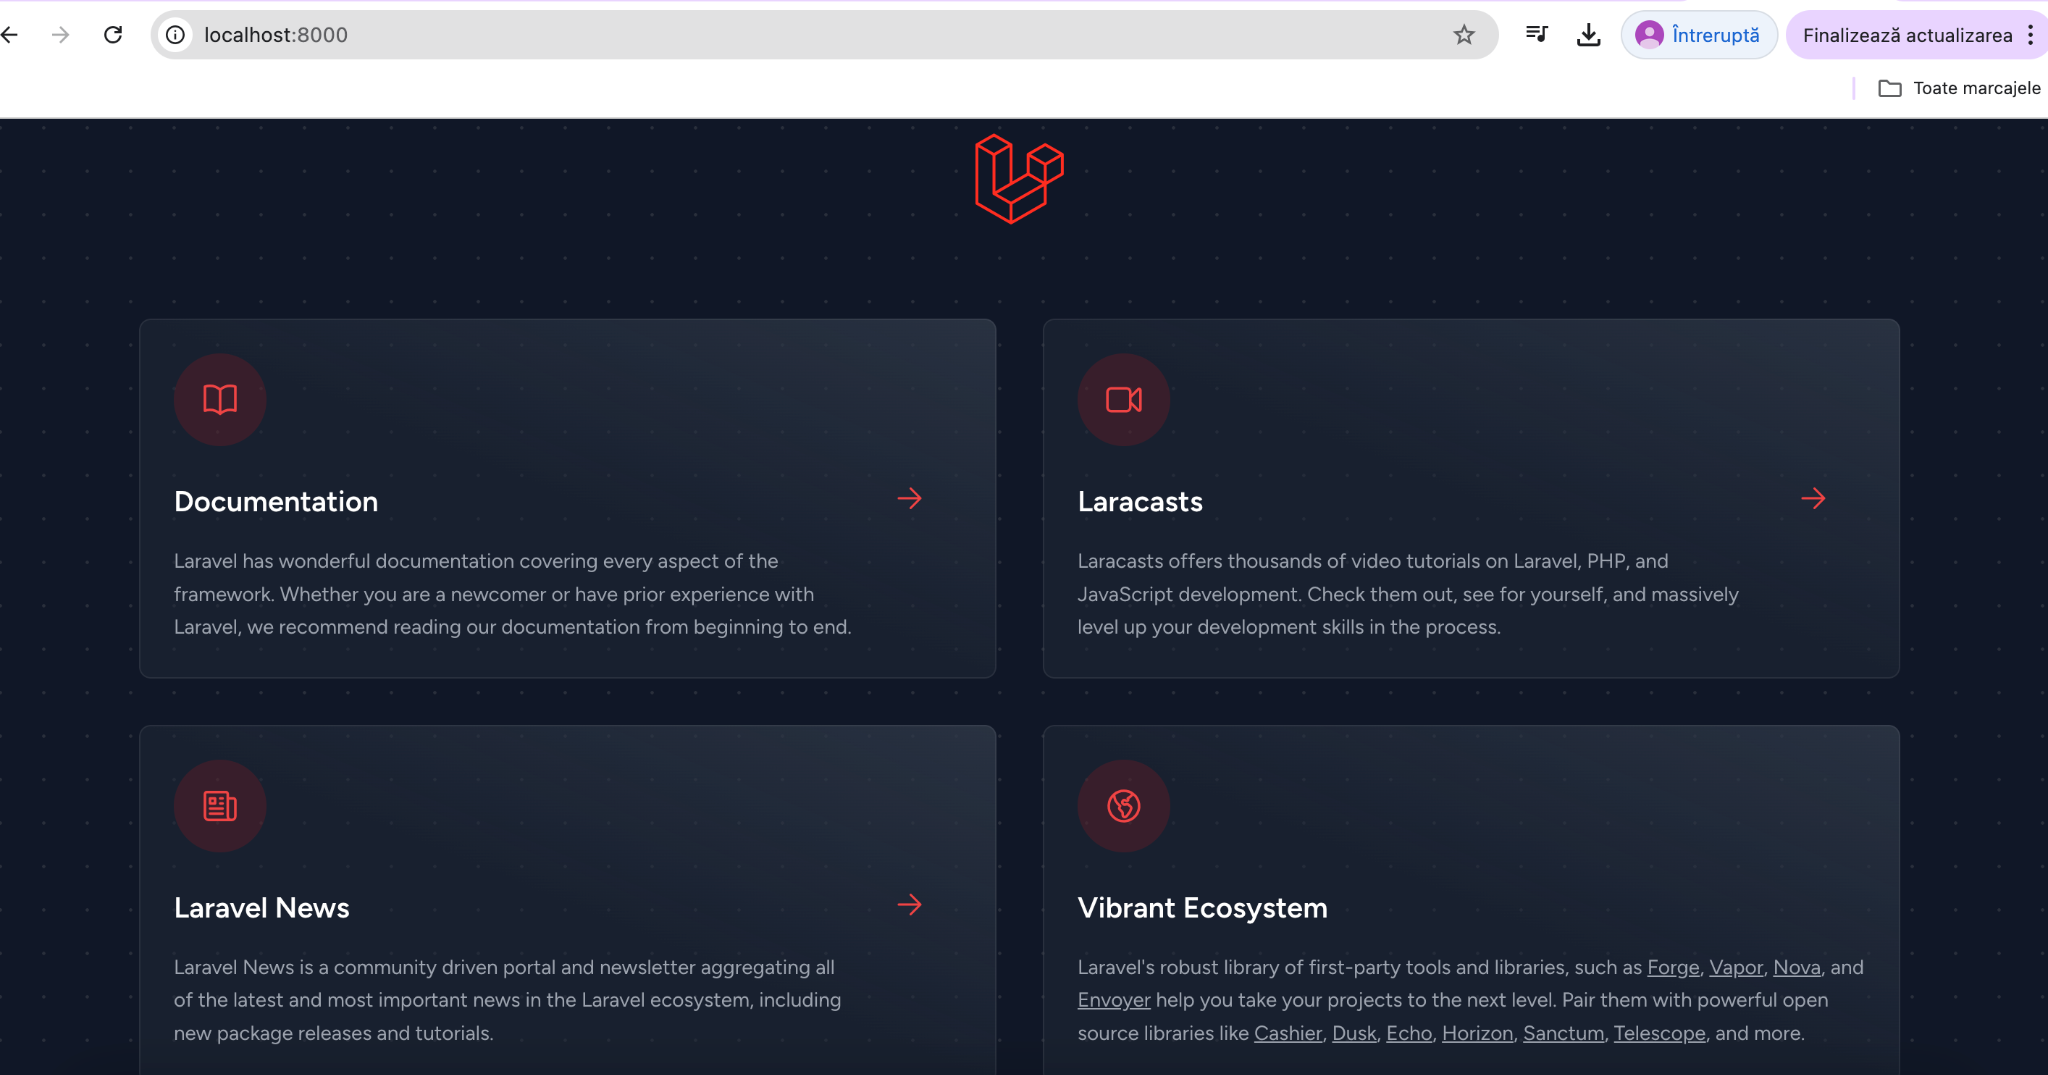 localhost:8000
Întreruptă
Finalizează actualizarea
Toate marcajele
Documentation
Laravel has wonderful documentation covering every aspect of the
framework. Whether you are a newcomer or have prior experience with
Laravel, we recommend reading our documentation from beginning to end.
Laracasts
Laracasts offers thousands of video tutorials on Laravel, PHP, and
JavaScript development. Check them out, see for yourself, and massively
level up your development skills in the process.
Laravel News
Laravel News is a community driven portal and newsletter aggregating all
of the latest and most important news in the Laravel ecosystem, including
new package releases and tutorials.
Vibrant Ecosystem
Laravel's robust library of first-party tools and libraries, such as Forge, Vapor, Nova, and
Envoyer help you take your projects to the next level. Pair them with powerful open
source libraries like Cashier, Dusk, Echo, Horizon, Sanctum, Telescope, and more.